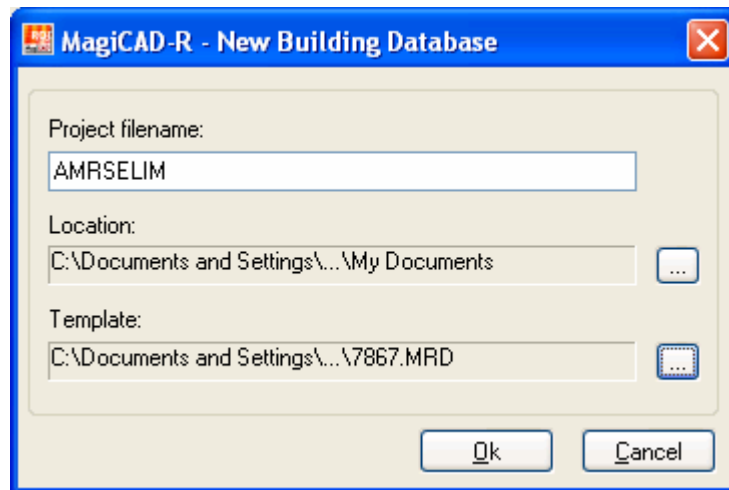 MagiCAD-R - New Building Database
Project filename:
AMRSELIM
Location:
C:\Documents and Settings\...\My Documents
...
Template:
C:\Documents and Settings\...\7867.MRD
...
Ok
Cancel